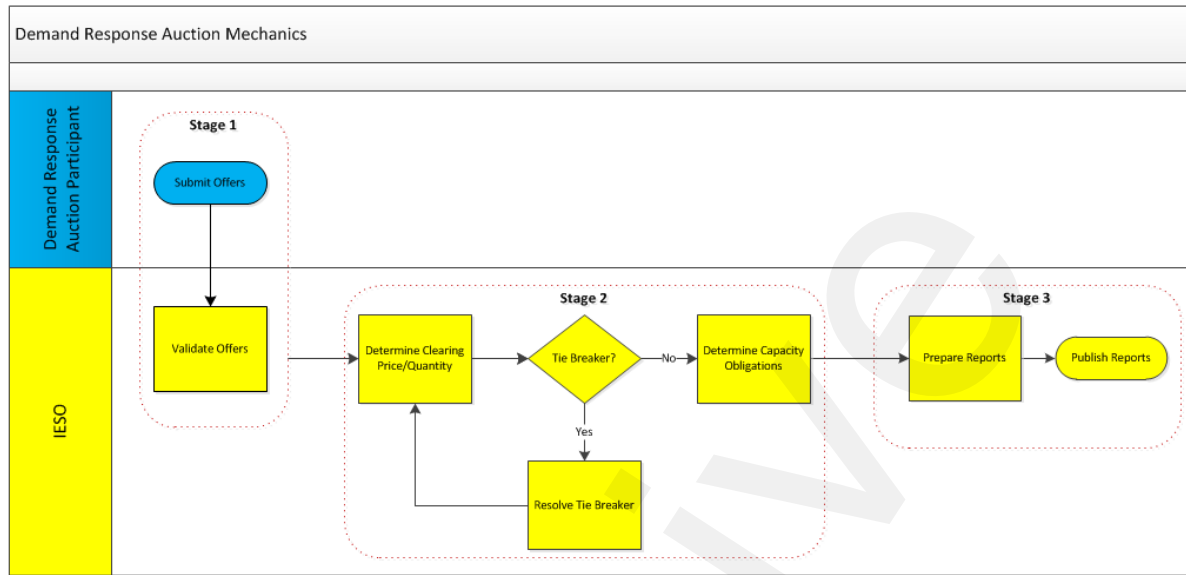 Demand Response Auction Mechanics
Demand Response
Auction Participant
Stage 1
Submit Offers
IESO
Validate Offers
Stage 2
Determine Clearing
Price/Quantity
Tie Breaker?
No
Determine Capacity
Obligations
Yes
Resolve Tie Breaker
Stage 3
Prepare Reports
Publish Reports
ive